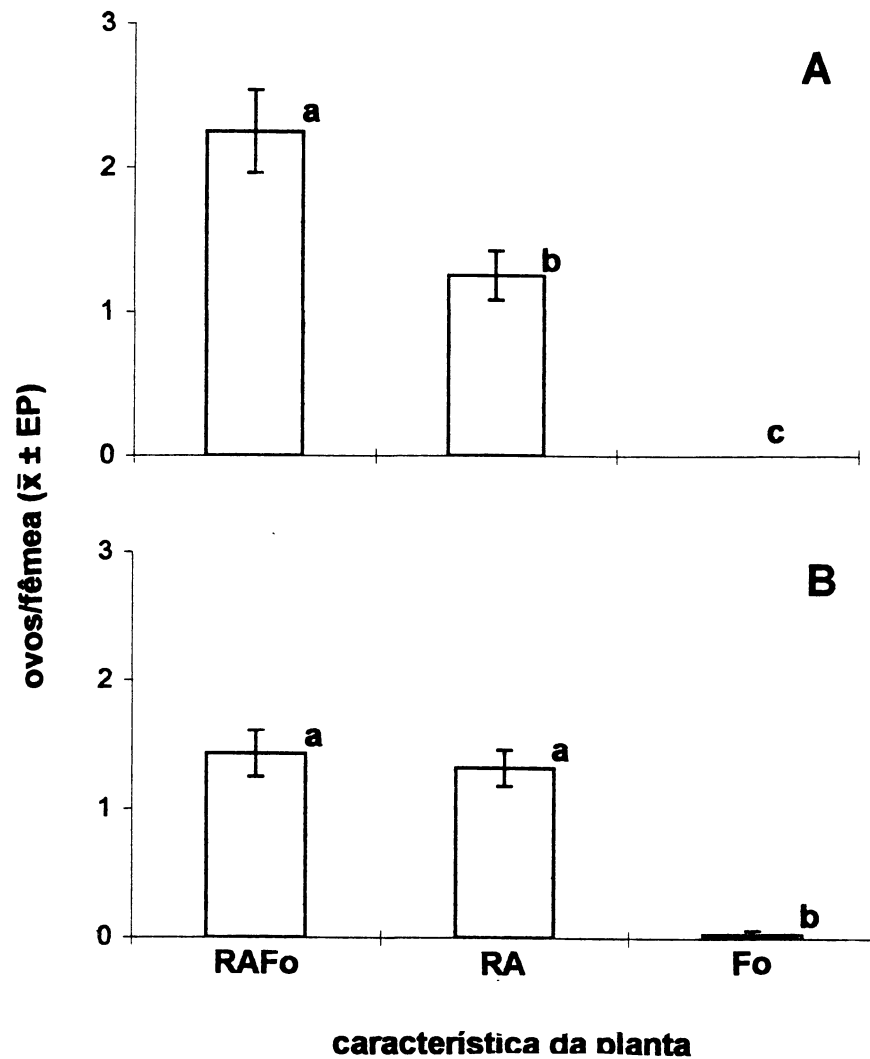 3
A
a
2
b
1
c
0
ovos/fêmea (x̄ ± EP)
3
B
2
a
a
1
b
0
RAFo RA Fo
característica da planta